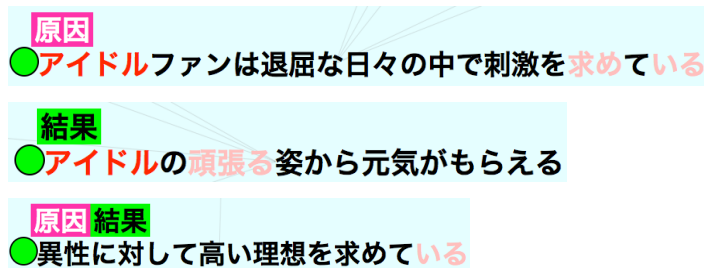 原因
アイドルファンは退屈な日々の中で刺激を求めている
結果
アイドルの頑張る姿から元気がもらえる
原因 結果
異性に対して高い理想を求めている